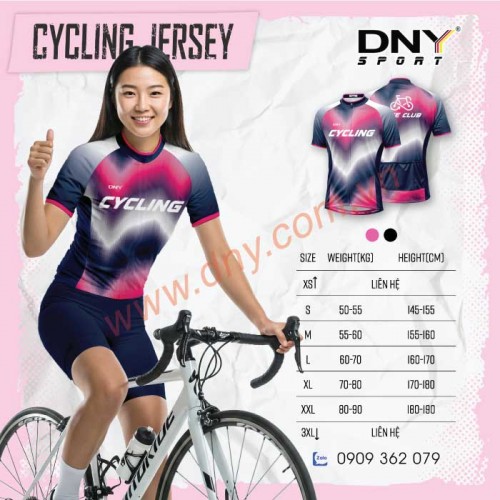 CYCLING JERSEY
DNY
SPORT
CYCLING
E CLUB
DNY
CYCLING
www.dny.com
SIZE WEIGHT(KG) HEIGHT(CM)
XS↑ LIÊN HỆ
S 50-55 145-155
M 55-60 155-160
L 60-70 160-170
XL 70-80 170-180
XXL 80-90 180-190
3XL↓ LIÊN HỆ
Zalo 0909 362 079